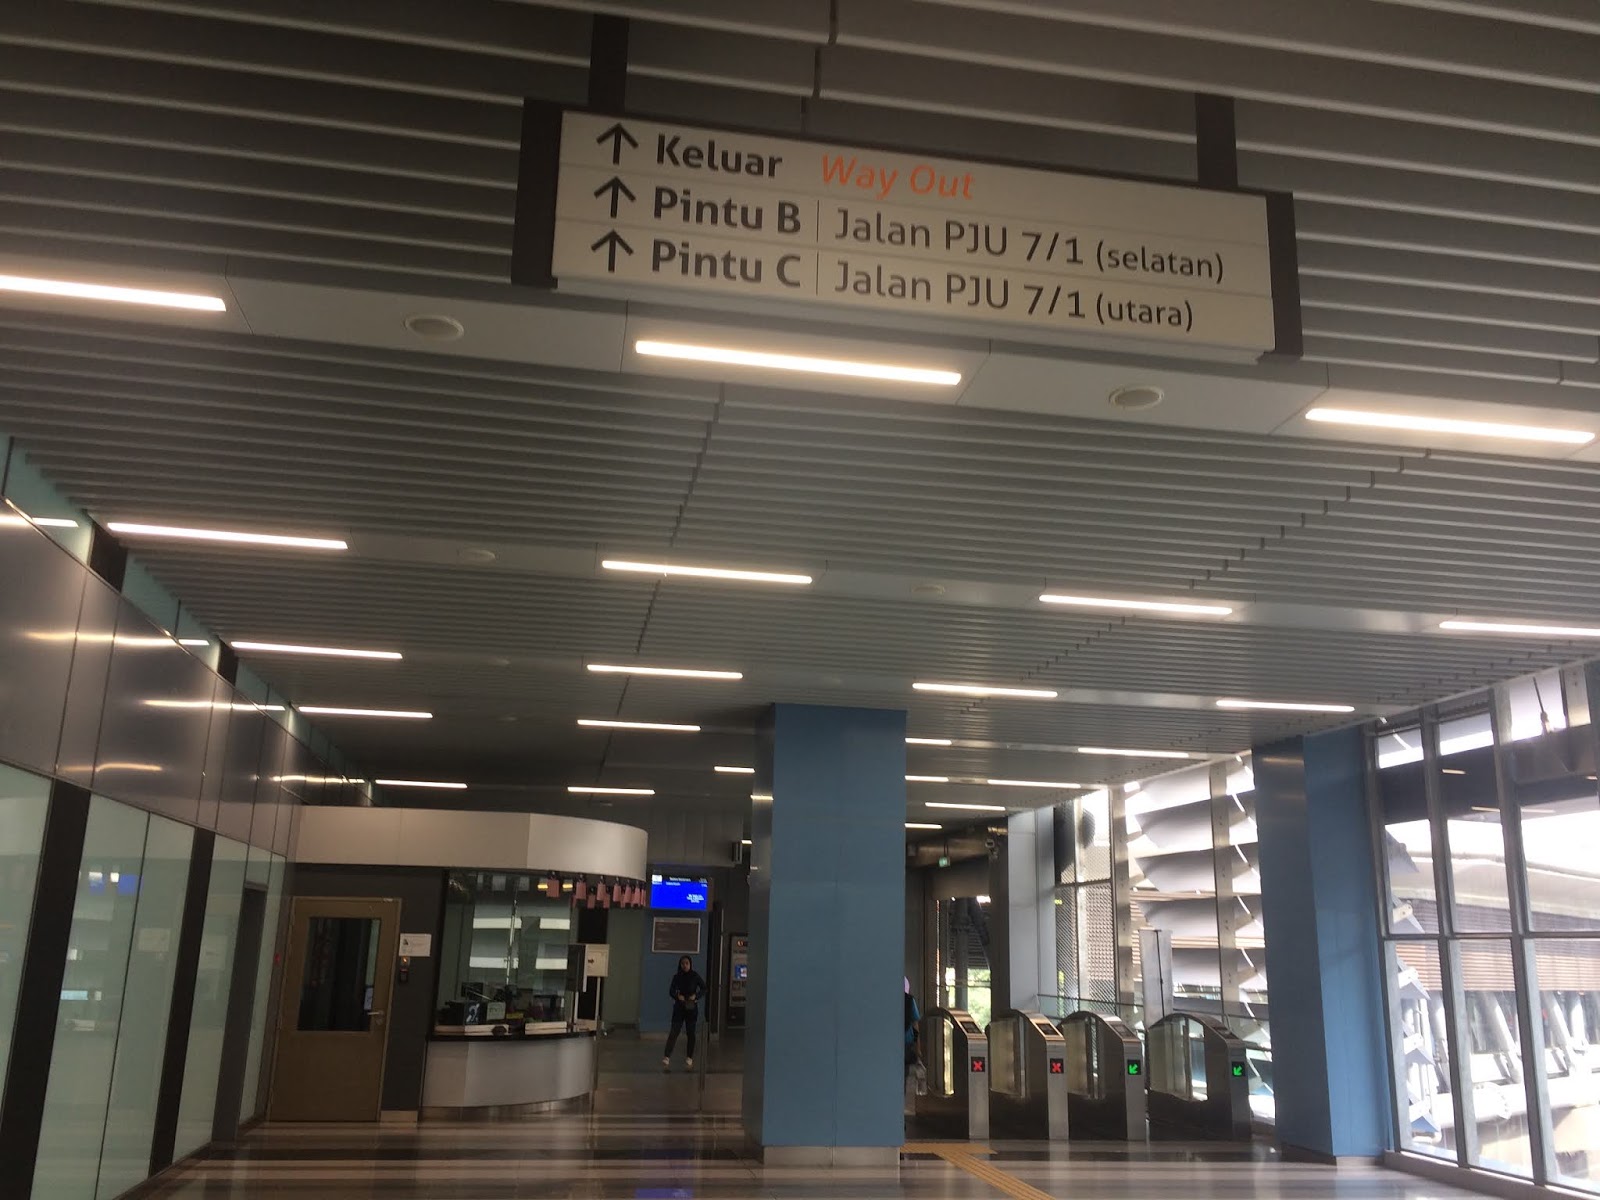 ↑ Keluar Way Out
↑ Pintu B | Jalan PJU 7/1 (selatan)
↑ Pintu C | Jalan PJU 7/1 (utara)